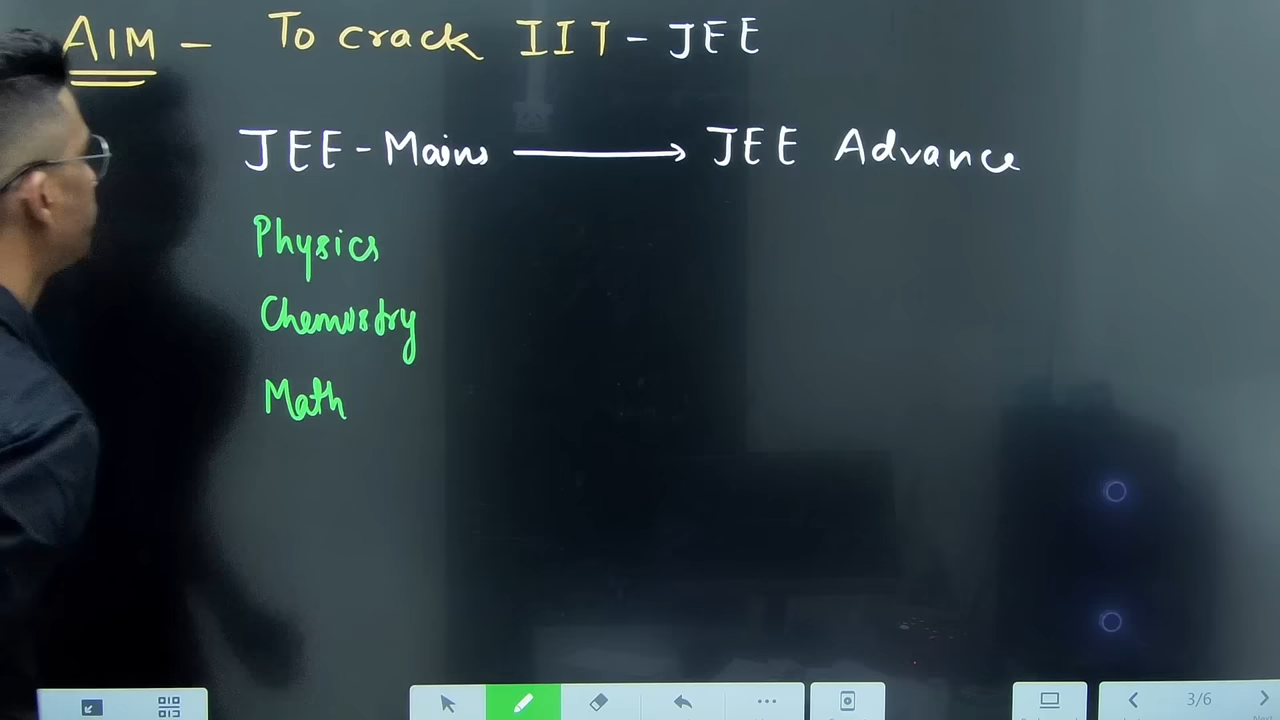 AIM - To crack IIT - JEE
JEE - Mains → JEE Advance
Physics
Chemistry
Math
3/6